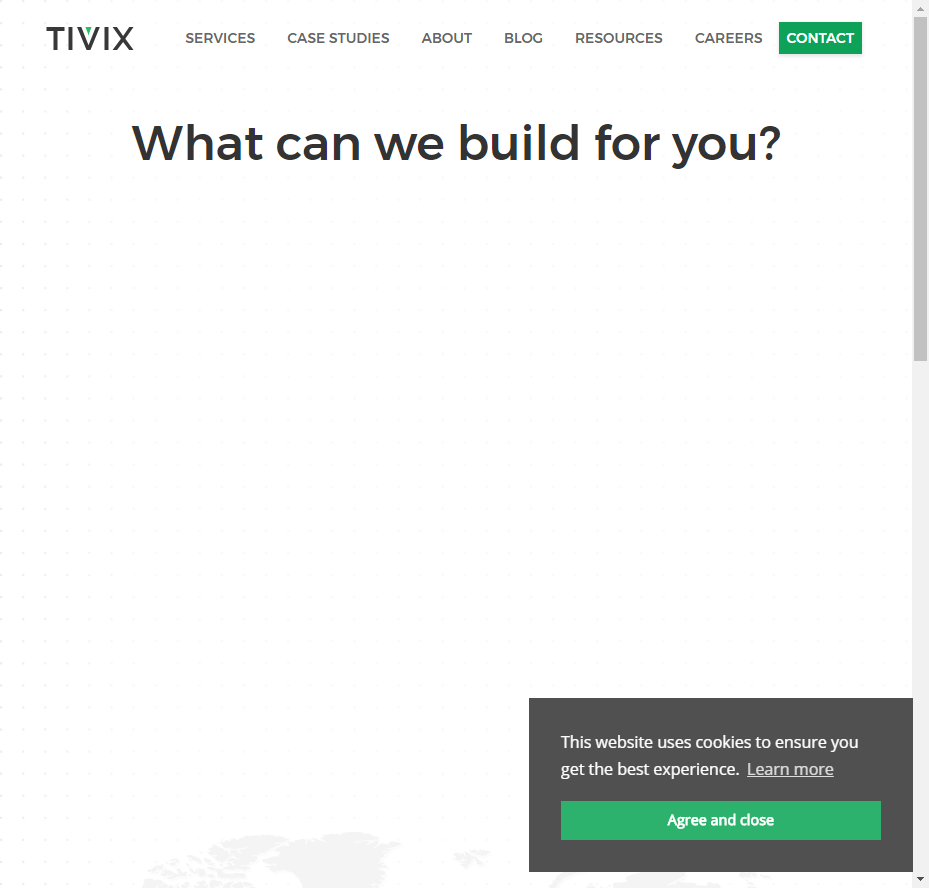 TIVIX
SERVICES
CASE STUDIES
ABOUT
BLOG
RESOURCES
CAREERS
CONTACT
What can we build for you?
This website uses cookies to ensure you
get the best experience. Learn more
Agree and close